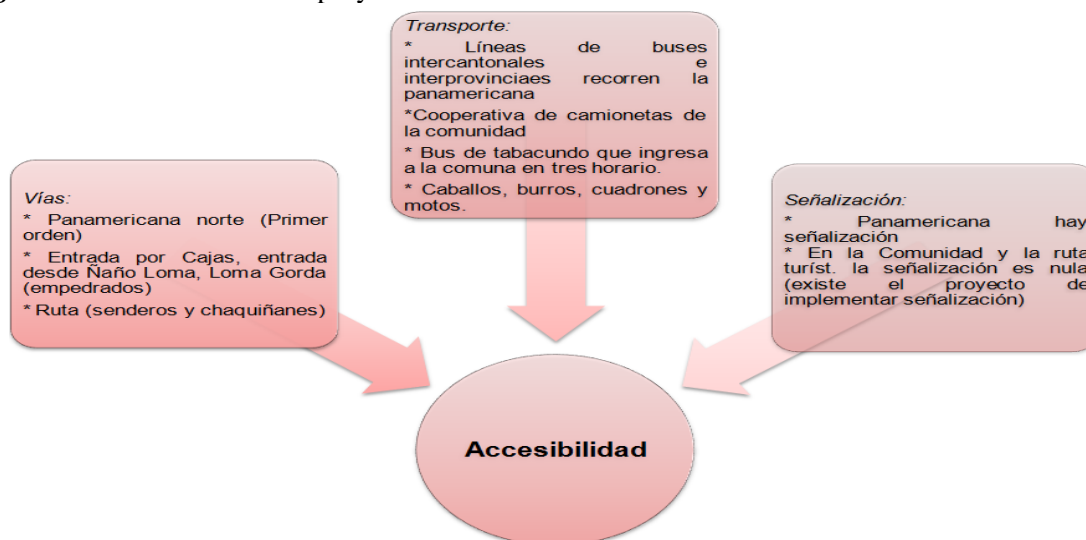 Transporte:
* Líneas de buses
intercantonales e
interprovinciaes recorren la
panamericana
*Cooperativa de camionetas de
la comunidad
* Bus de tabacundo que ingresa
a la comuna en tres horario.
* Caballos, burros, cuadrones y
motos.
Vías:
* Panamericana norte (Primer
orden)
* Entrada por Cajas, entrada
desde Ñaño Loma, Loma Gorda
(empedrados)
* Ruta (senderos y chaquiñanes)
Señalización:
* Panamericana hay
señalización
* En la Comunidad y la ruta
turíst. la señalización es nula
(existe el proyecto de
implementar señalización)
Accesibilidad